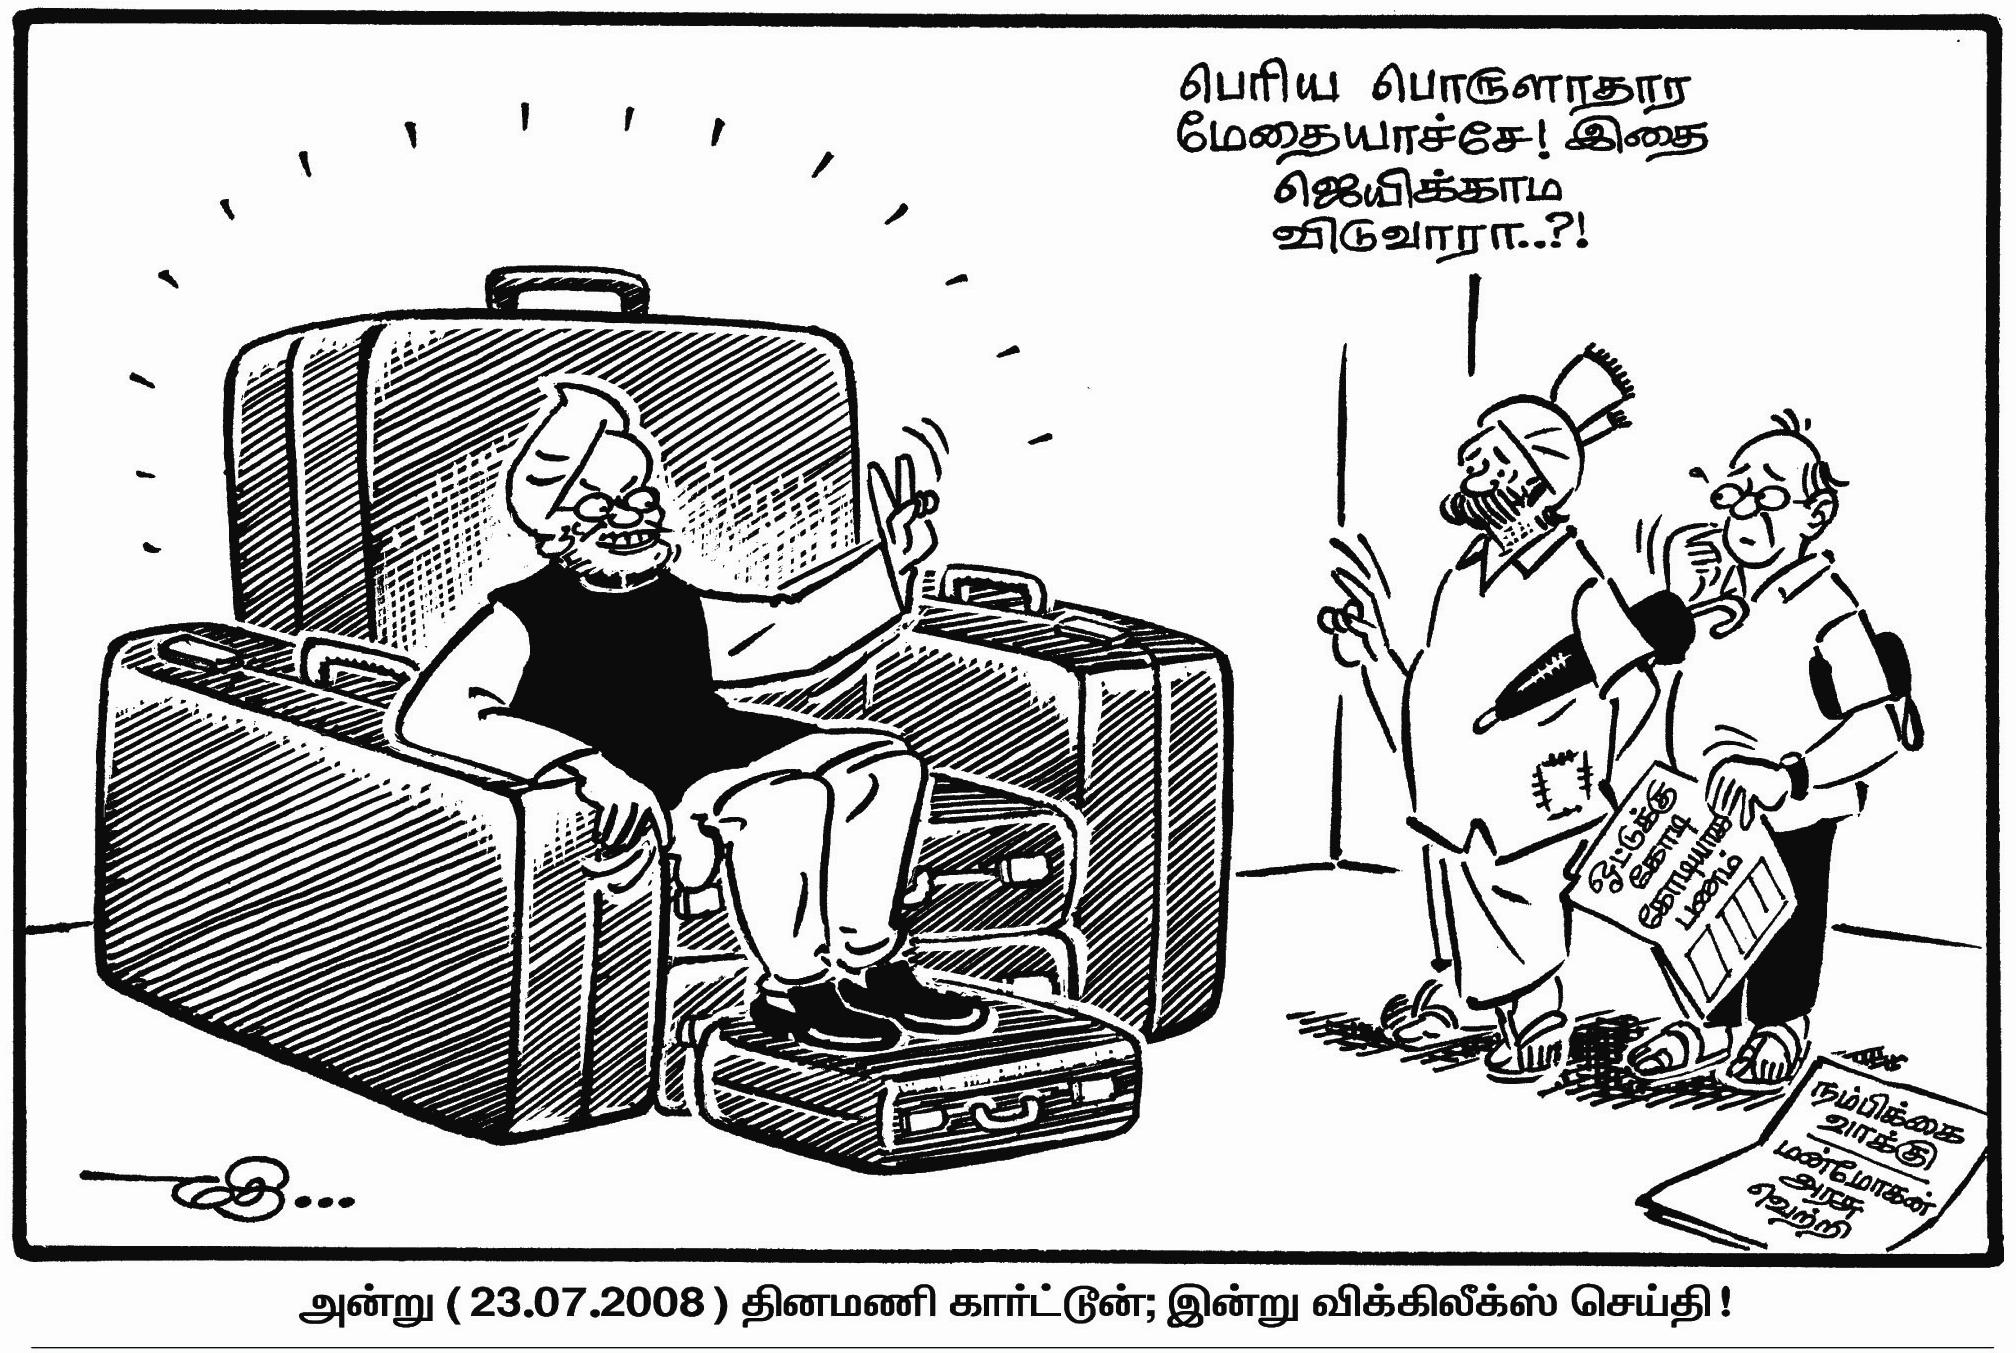 பெரிய பொருளாதார
மேதையாச்சே! இதை
ஜெயிக்காம
விடுவாரா..?!
ஓட்டுக்கு
கோடி
கோடியாக
பணம்
நம்பிக்கை
வாக்கு
மன்மோகன்
அரசு
வெற்றி
அன்று (23.07.2008) தினமணி கார்ட்டூன்; இன்று விக்கிலீக்ஸ் செய்தி!